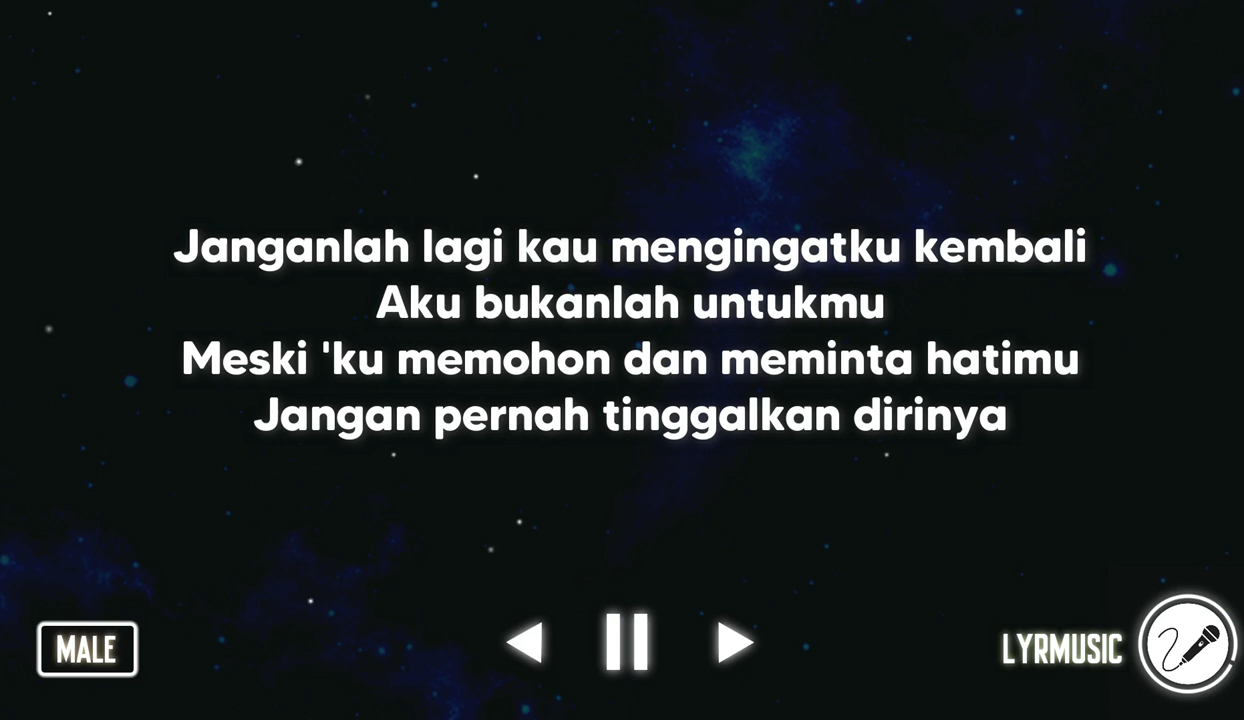 Janganlah lagi kau mengingatku kembali
Aku bukanlah untukmu
Meski 'ku memohon dan meminta hatimu
Jangan pernah tinggalkan dirinya
MALE
LYRMUSIC